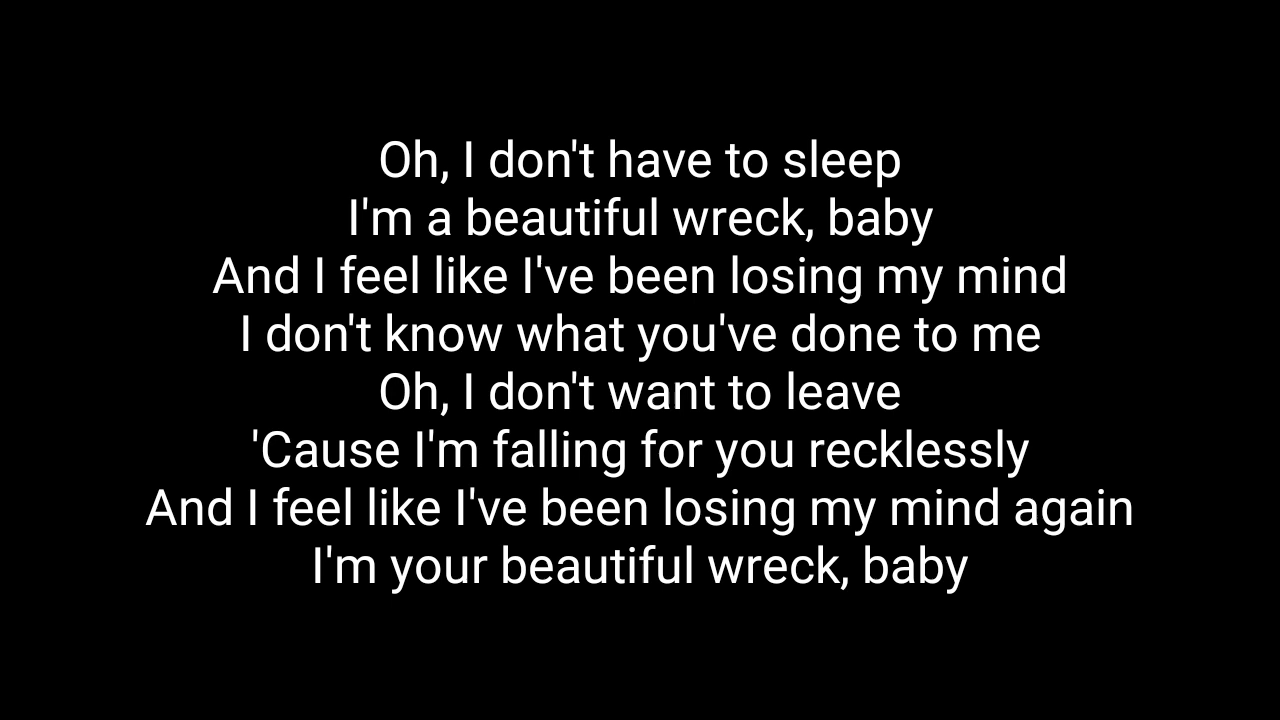 Oh, I don't have to sleep
I'm a beautiful wreck, baby
And I feel like I've been losing my mind
I don't know what you've done to me
Oh, I don't want to leave
'Cause I'm falling for you recklessly
And I feel like I've been losing my mind again
I'm your beautiful wreck, baby